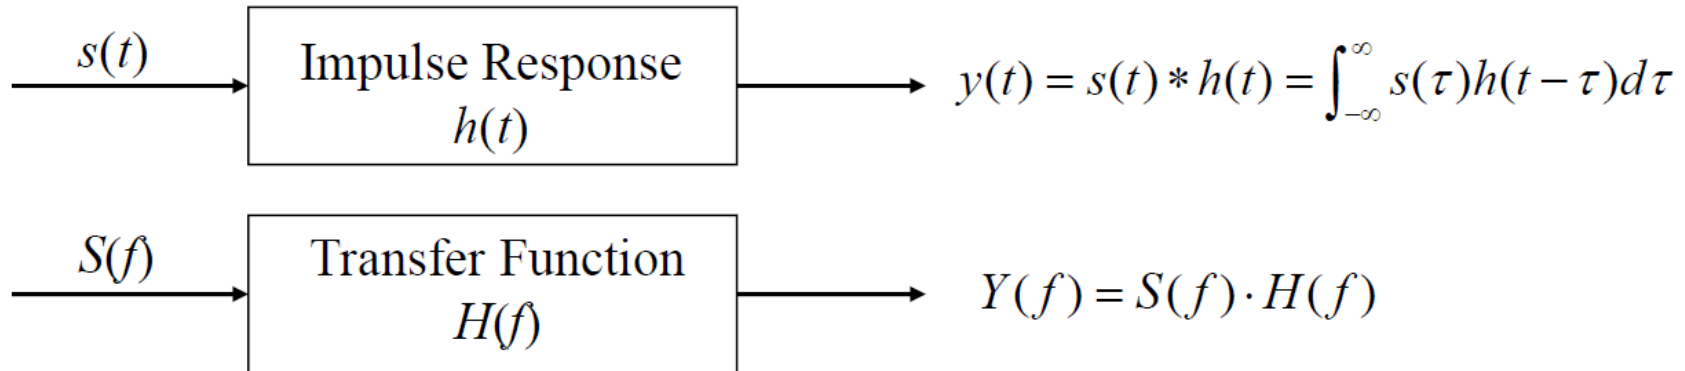 s(t)
Impulse Response
h(t)
y(t) = s(t) * h(t) = ∫_{-∞}^{∞} s(τ)h(t − τ)dτ
S(f)
Transfer Function
H(f)
Y(f) = S(f) · H(f)